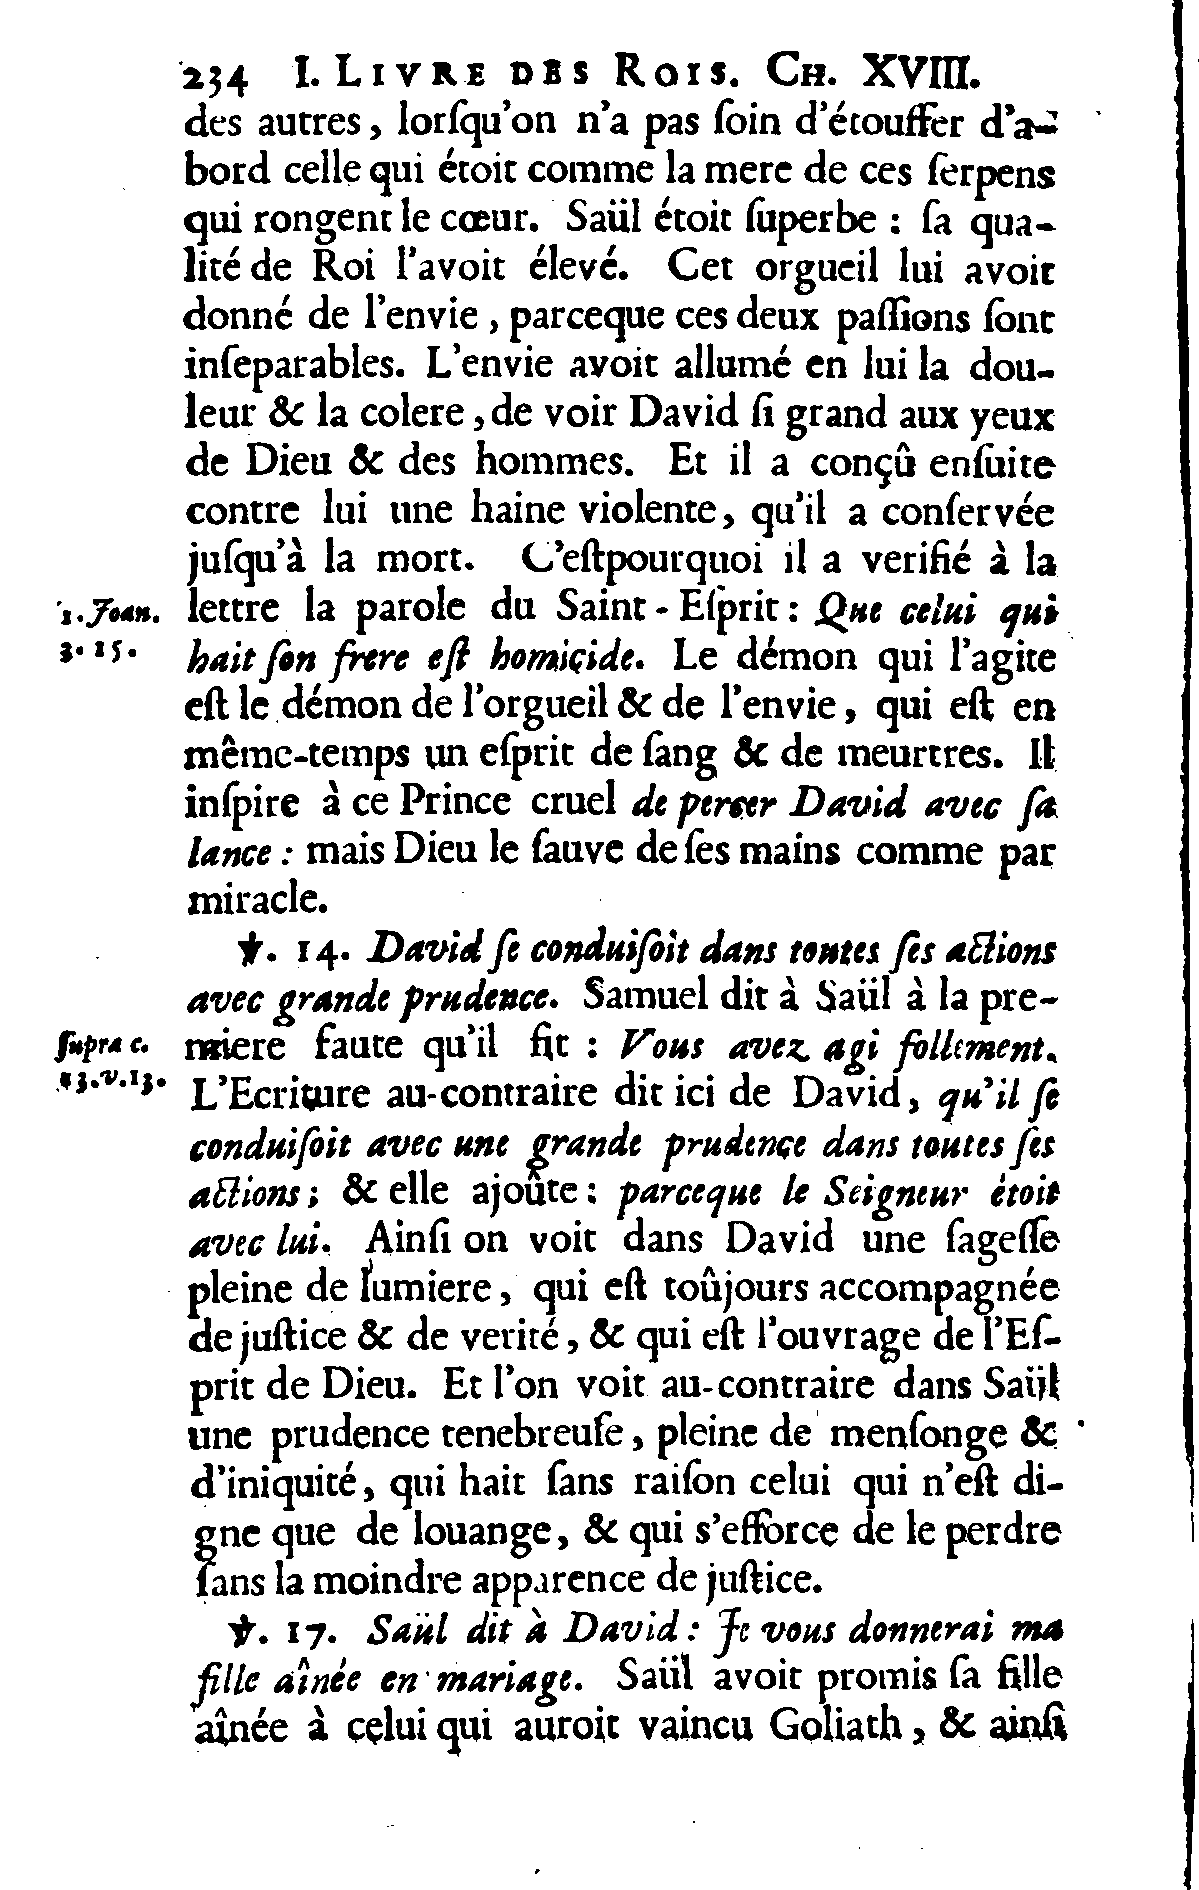 234 I. LIVRE DES ROIS. CH. XVIII.
des autres, lorſqu'on n'a pas ſoin d'étouffer d'a-
bord celle qui étoit comme la mere de ces ſerpens
qui rongent le cœur. Saül étoit ſuperbe : ſa qua-
lité de Roi l'avoit élevé. Cet orgueil lui avoit
donné de l'envie, parceque ces deux paſſions ſont
inſeparables. L'envie avoit allumé en lui la dou-
leur & la colere, de voir David ſi grand aux yeux
de Dieu & des hommes. Et il a conçû enſuite
contre lui une haine violente, qu'il a conſervée
juſqu'à la mort. C'eſtpourquoi il a verifié à la
1. Joan. lettre la parole du Saint-Eſprit : Que celui qui
3. 15. hait ſon frere eſt homicide. Le démon qui l'agite
eſt le démon de l'orgueil & de l'envie, qui eſt en
même-temps un eſprit de ſang & de meurtres. Il
inſpire à ce Prince cruel de percer David avec ſa
lance : mais Dieu le ſauve de ſes mains comme par
miracle.
℣. 14. David ſe conduiſoit dans toutes ſes actions
avec grande prudence. Samuel dit à Saül à la pre-
ſupra c. miere faute qu'il fit : Vous avez agi follement.
13. v. 13. L'Ecriture au-contraire dit ici de David, qu'il ſe
conduiſoit avec une grande prudence dans toutes ſes
actions ; & elle ajoûte : parceque le Seigneur étoit
avec lui. Ainſi on voit dans David une ſageſſe
pleine de lumiere, qui eſt toûjours accompagnée
de juſtice & de verité, & qui eſt l'ouvrage de l'Eſ-
prit de Dieu. Et l'on voit au-contraire dans Saül
une prudence tenebreuſe, pleine de menſonge &
d'iniquité, qui hait ſans raiſon celui qui n'eſt di-
gne que de louange, & qui s'efforce de le perdre
ſans la moindre apparence de juſtice.
℣. 17. Saül dit à David : Je vous donnerai ma
fille aînée en mariage. Saül avoit promis ſa fille
aînée à celui qui auroit vaincu Goliath, & ainſi